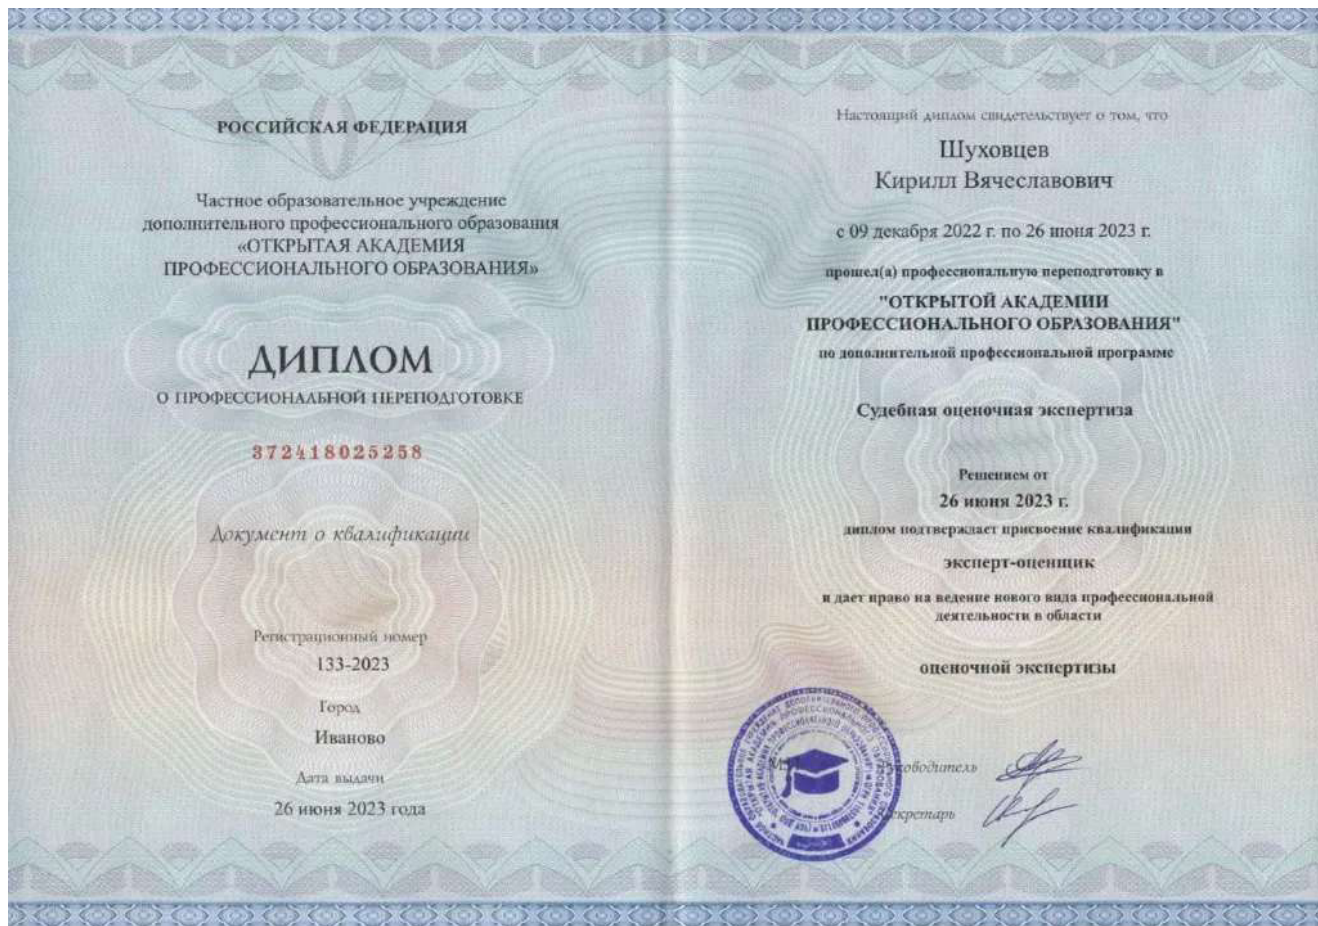 РОССИЙСКАЯ ФЕДЕРАЦИЯ
Частное образовательное учреждение
дополнительного профессионального образования
«ОТКРЫТАЯ АКАДЕМИЯ
ПРОФЕССИОНАЛЬНОГО ОБРАЗОВАНИЯ»
ДИПЛОМ
О ПРОФЕССИОНАЛЬНОЙ ПЕРЕПОДГОТОВКЕ
372418025258
Документ о квалификации
Регистрационный номер
133-2023
Город
Иваново
Дата выдачи
26 июня 2023 года
Настоящий диплом свидетельствует о том, что
Шуховцев
Кирилл Вячеславович
с 09 декабря 2022 г. по 26 июня 2023 г.
прошел(а) профессиональную переподготовку в
"ОТКРЫТОЙ АКАДЕМИИ
ПРОФЕССИОНАЛЬНОГО ОБРАЗОВАНИЯ"
по дополнительной профессиональной программе
Судебная оценочная экспертиза
Решением от
26 июня 2023 г.
диплом подтверждает присвоение квалификации
эксперт-оценщик
и дает право на ведение нового вида профессиональной
деятельности в области
оценочной экспертизы
Руководитель
Секретарь